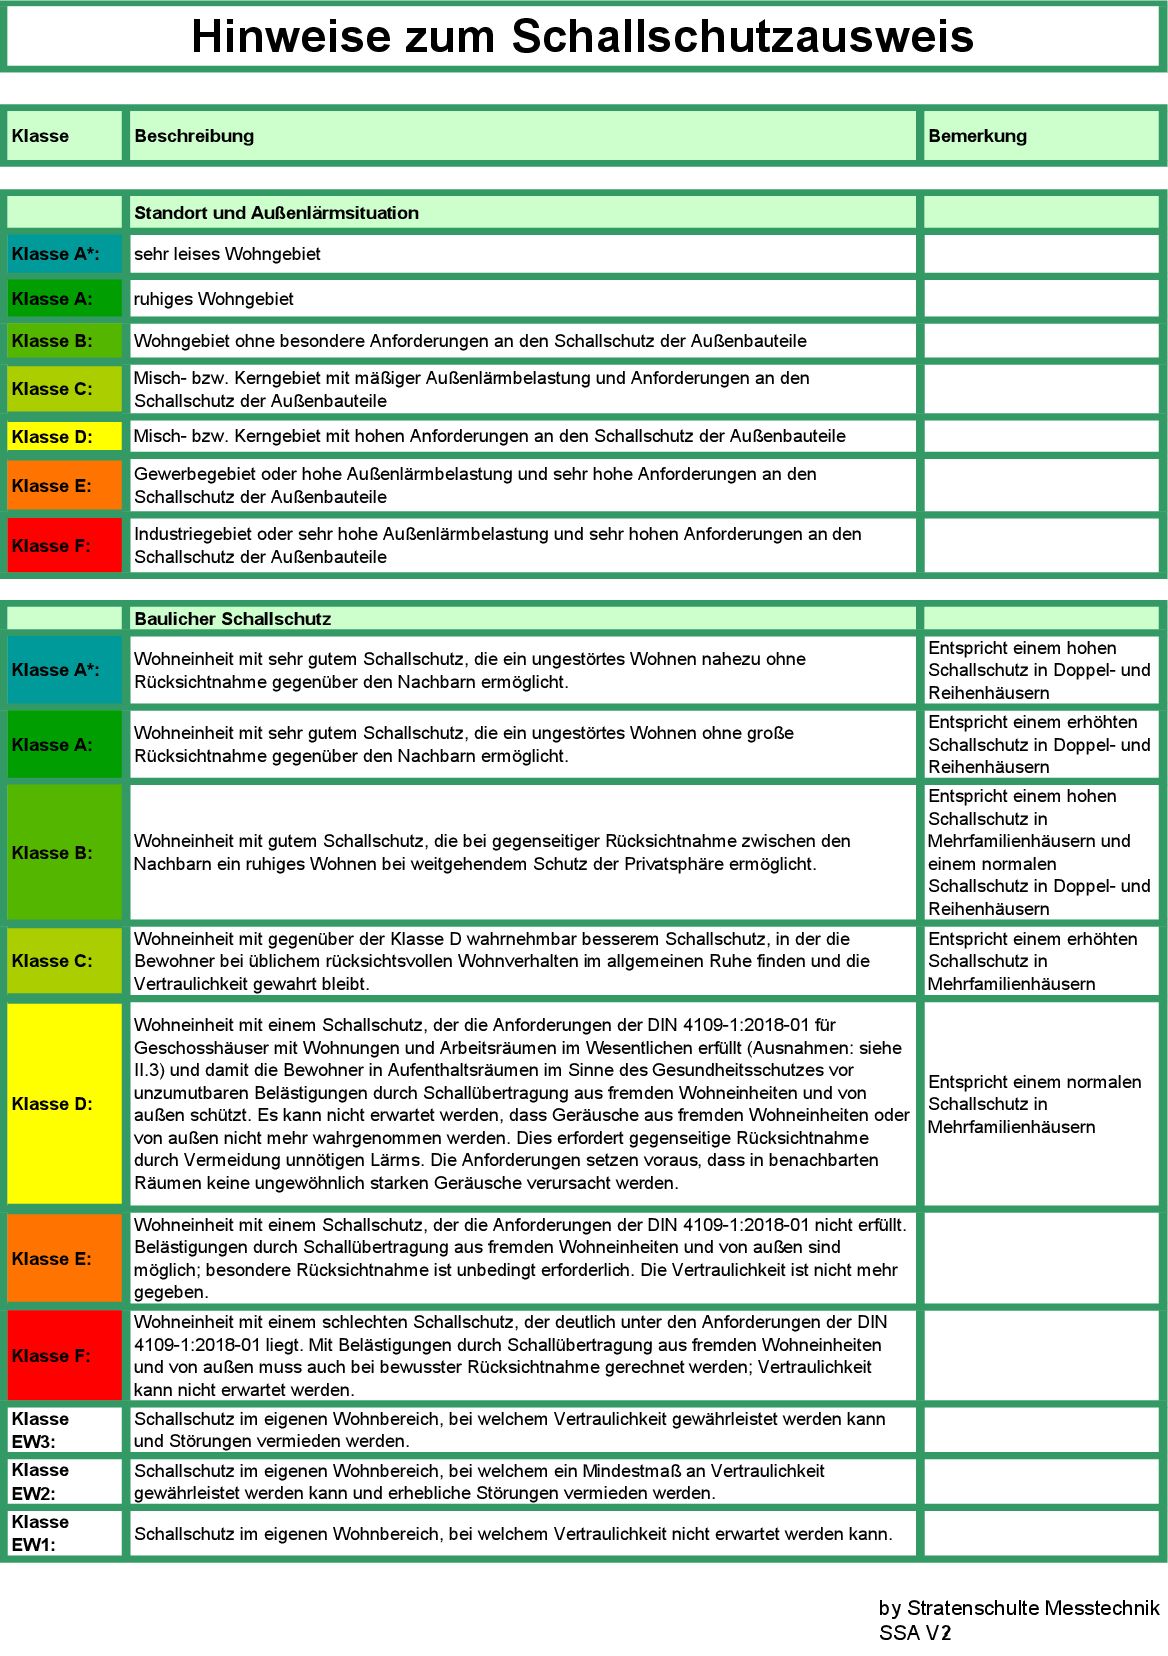 Hinweise zum Schallschutzausweis
Klasse
Beschreibung
Bemerkung
Standort und Außenlärmsituation
Klasse A*:
sehr leises Wohngebiet
Klasse A:
ruhiges Wohngebiet
Klasse B:
Wohngebiet ohne besondere Anforderungen an den Schallschutz der Außenbauteile
Klasse C:
Misch- bzw. Kerngebiet mit mäßiger Außenlärmbelastung und Anforderungen an den
Schallschutz der Außenbauteile
Klasse D:
Misch- bzw. Kerngebiet mit hohen Anforderungen an den Schallschutz der Außenbauteile
Klasse E:
Gewerbegebiet oder hohe Außenlärmbelastung und sehr hohe Anforderungen an den
Schallschutz der Außenbauteile
Klasse F:
Industriegebiet oder sehr hohe Außenlärmbelastung und sehr hohen Anforderungen an den
Schallschutz der Außenbauteile
Baulicher Schallschutz
Klasse A*:
Wohneinheit mit sehr gutem Schallschutz, die ein ungestörtes Wohnen nahezu ohne
Rücksichtnahme gegenüber den Nachbarn ermöglicht.
Entspricht einem hohen
Schallschutz in Doppel- und
Reihenhäusern
Klasse A:
Wohneinheit mit sehr gutem Schallschutz, die ein ungestörtes Wohnen ohne große
Rücksichtnahme gegenüber den Nachbarn ermöglicht.
Entspricht einem erhöhten
Schallschutz in Doppel- und
Reihenhäusern
Klasse B:
Wohneinheit mit gutem Schallschutz, die bei gegenseitiger Rücksichtnahme zwischen den
Nachbarn ein ruhiges Wohnen bei weitgehendem Schutz der Privatsphäre ermöglicht.
Entspricht einem hohen
Schallschutz in
Mehrfamilienhäusern und
einem normalen
Schallschutz in Doppel- und
Reihenhäusern
Klasse C:
Wohneinheit mit gegenüber der Klasse D wahrnehmbar besserem Schallschutz, in der die
Bewohner bei üblichem rücksichtsvollen Wohnverhalten im allgemeinen Ruhe finden und die
Vertraulichkeit gewahrt bleibt.
Entspricht einem erhöhten
Schallschutz in
Mehrfamilienhäusern
Klasse D:
Wohneinheit mit einem Schallschutz, der die Anforderungen der DIN 4109-1:2018-01 für
Geschosshäuser mit Wohnungen und Arbeitsräumen im Wesentlichen erfüllt (Ausnahmen: siehe
II.3) und damit die Bewohner in Aufenthaltsräumen im Sinne des Gesundheitsschutzes vor
unzumutbaren Belästigungen durch Schallübertragung aus fremden Wohneinheiten und von
außen schützt. Es kann nicht erwartet werden, dass Geräusche aus fremden Wohneinheiten oder
von außen nicht mehr wahrgenommen werden. Dies erfordert gegenseitige Rücksichtnahme
durch Vermeidung unnötigen Lärms. Die Anforderungen setzen voraus, dass in benachbarten
Räumen keine ungewöhnlich starken Geräusche verursacht werden.
Entspricht einem normalen
Schallschutz in
Mehrfamilienhäusern
Klasse E:
Wohneinheit mit einem Schallschutz, der die Anforderungen der DIN 4109-1:2018-01 nicht erfüllt.
Belästigungen durch Schallübertragung aus fremden Wohneinheiten und von außen sind
möglich; besondere Rücksichtnahme ist unbedingt erforderlich. Die Vertraulichkeit ist nicht mehr
gegeben.
Klasse F:
Wohneinheit mit einem schlechten Schallschutz, der deutlich unter den Anforderungen der DIN
4109-1:2018-01 liegt. Mit Belästigungen durch Schallübertragung aus fremden Wohneinheiten
und von außen muss auch bei bewusster Rücksichtnahme gerechnet werden; Vertraulichkeit
kann nicht erwartet werden.
Klasse
EW3:
Schallschutz im eigenen Wohnbereich, bei welchem Vertraulichkeit gewährleistet werden kann
und Störungen vermieden werden.
Klasse
EW2:
Schallschutz im eigenen Wohnbereich, bei welchem ein Mindestmaß an Vertraulichkeit
gewährleistet werden kann und erhebliche Störungen vermieden werden.
Klasse
EW1:
Schallschutz im eigenen Wohnbereich, bei welchem Vertraulichkeit nicht erwartet werden kann.
by Stratenschulte Messtechnik
SSA V2